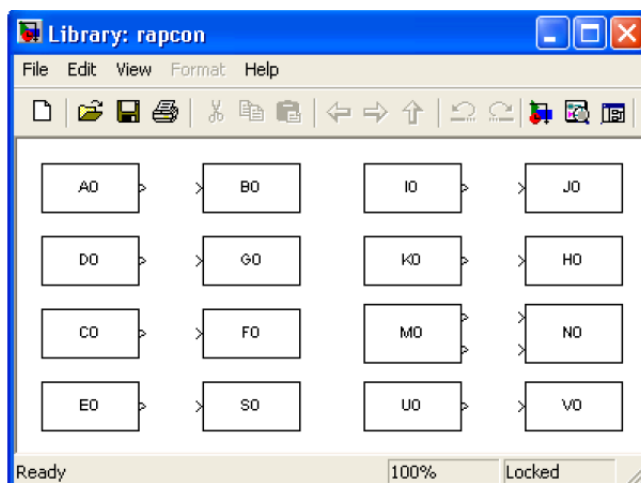 Library: rapcon
File Edit View Format Help
A0 B0 I0 J0
D0 G0 K0 H0
C0 F0 M0 N0
E0 S0 U0 V0
Ready 100% Locked